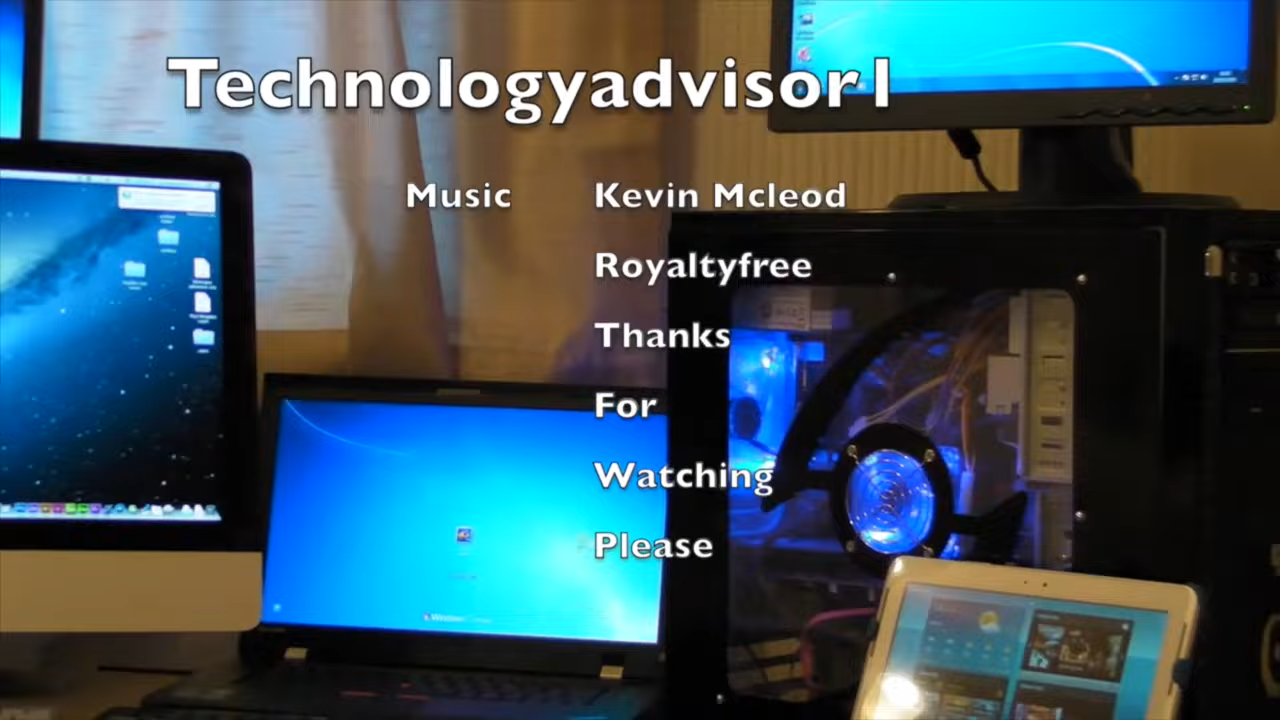 Technologyadvisor1
Music Kevin Mcleod
Royaltyfree
Thanks
For
Watching
Please